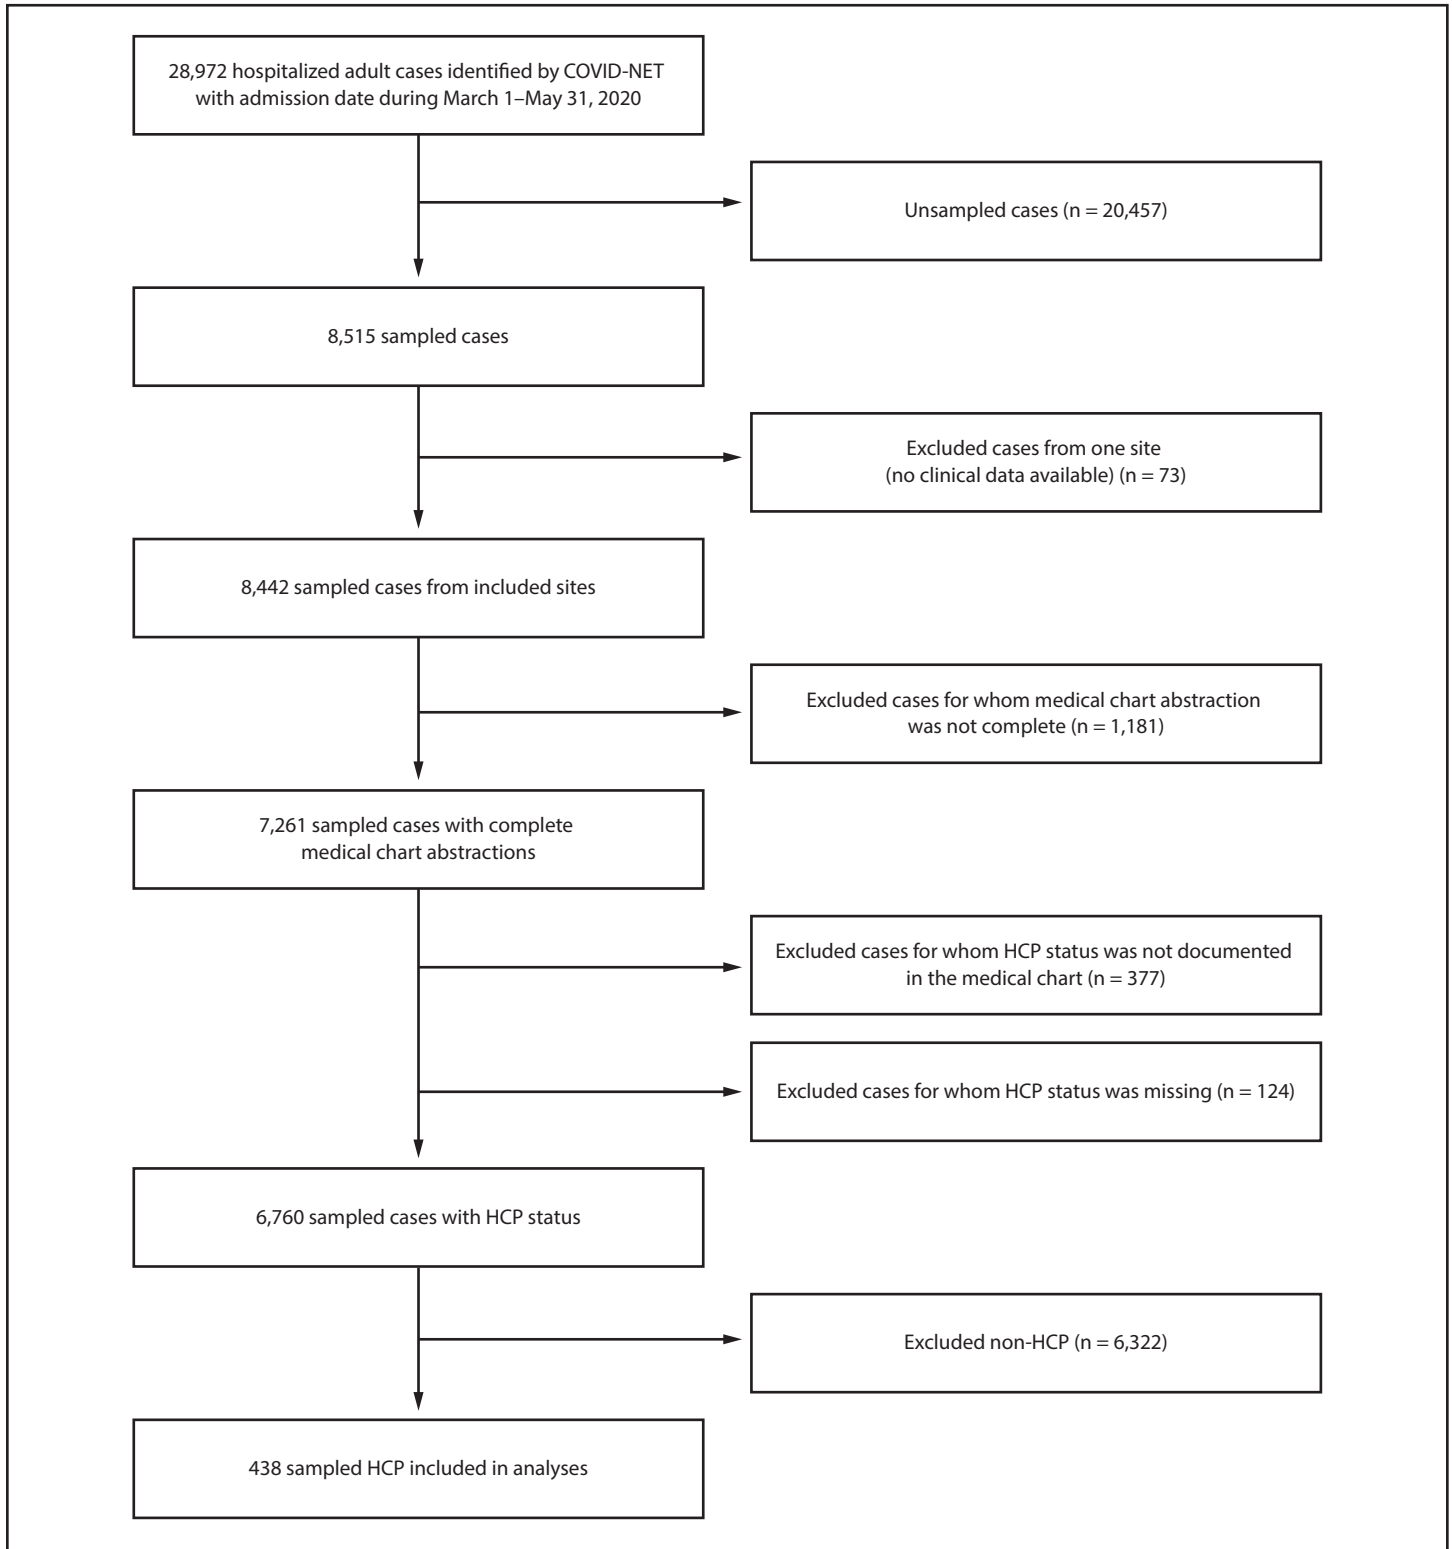 28,972 hospitalized adult cases identified by COVID-NET
with admission date during March 1–May 31, 2020
Unsampled cases (n = 20,457)
8,515 sampled cases
Excluded cases from one site
(no clinical data available) (n = 73)
8,442 sampled cases from included sites
Excluded cases for whom medical chart abstraction
was not complete (n = 1,181)
7,261 sampled cases with complete
medical chart abstractions
Excluded cases for whom HCP status was not documented
in the medical chart (n = 377)
Excluded cases for whom HCP status was missing (n = 124)
6,760 sampled cases with HCP status
Excluded non-HCP (n = 6,322)
438 sampled HCP included in analyses